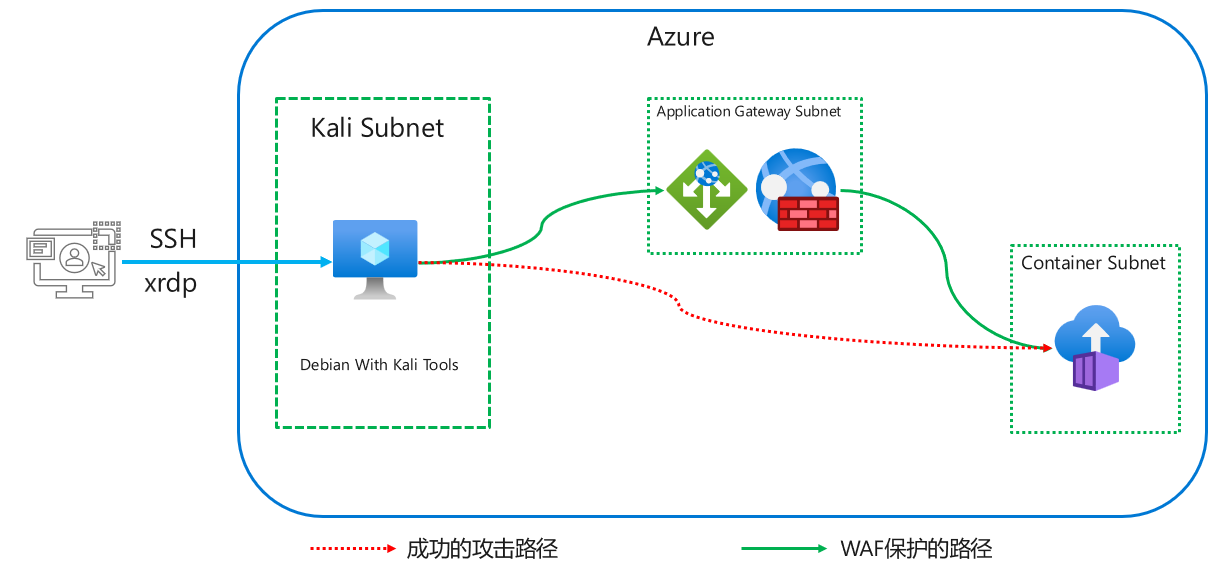 Azure
Kali Subnet
Application Gateway Subnet
SSH
xrdp
Container Subnet
Debian With Kali Tools
成功的攻击路径
WAF保护的路径